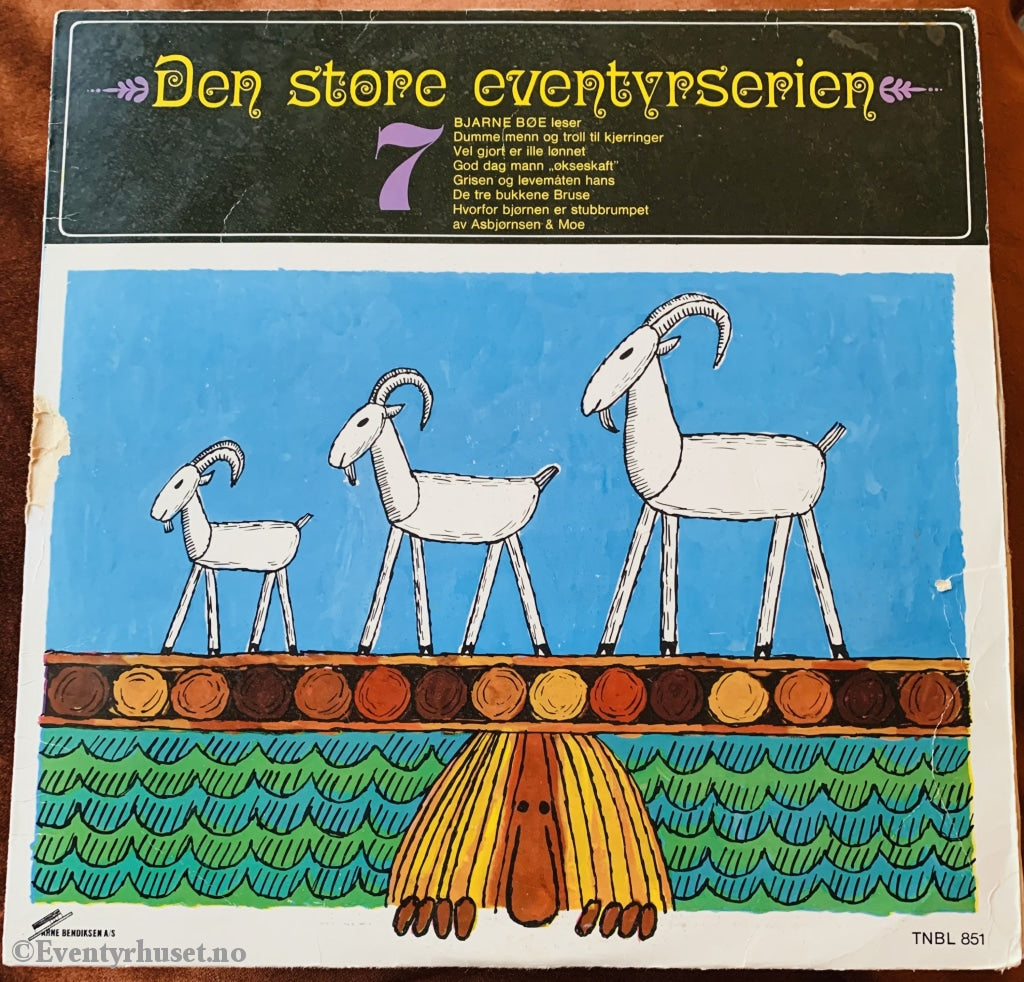 Den store eventyrserien
7
BJARNE BØE leser
Dumme menn og troll til kjerringer
Vel gjort er ille lønnet
God dag mann „økseskaft"
Grisen og levemåten hans
De tre bukkene Bruse
Hvorfor bjørnen er stubbrumpet
av Asbjørnsen & Moe
ARNE BENDIKSEN A/S
TNBL 851
©Eventyrhuset.no